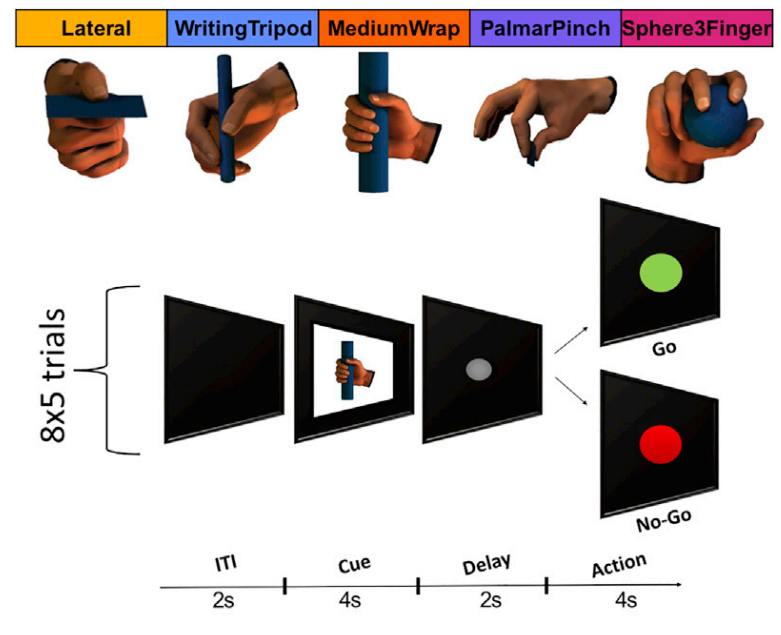 Lateral WritingTripod MediumWrap PalmarPinch Sphere3Finger
8x5 trials
Go
No-Go
ITI Cue Delay Action
2s 4s 2s 4s